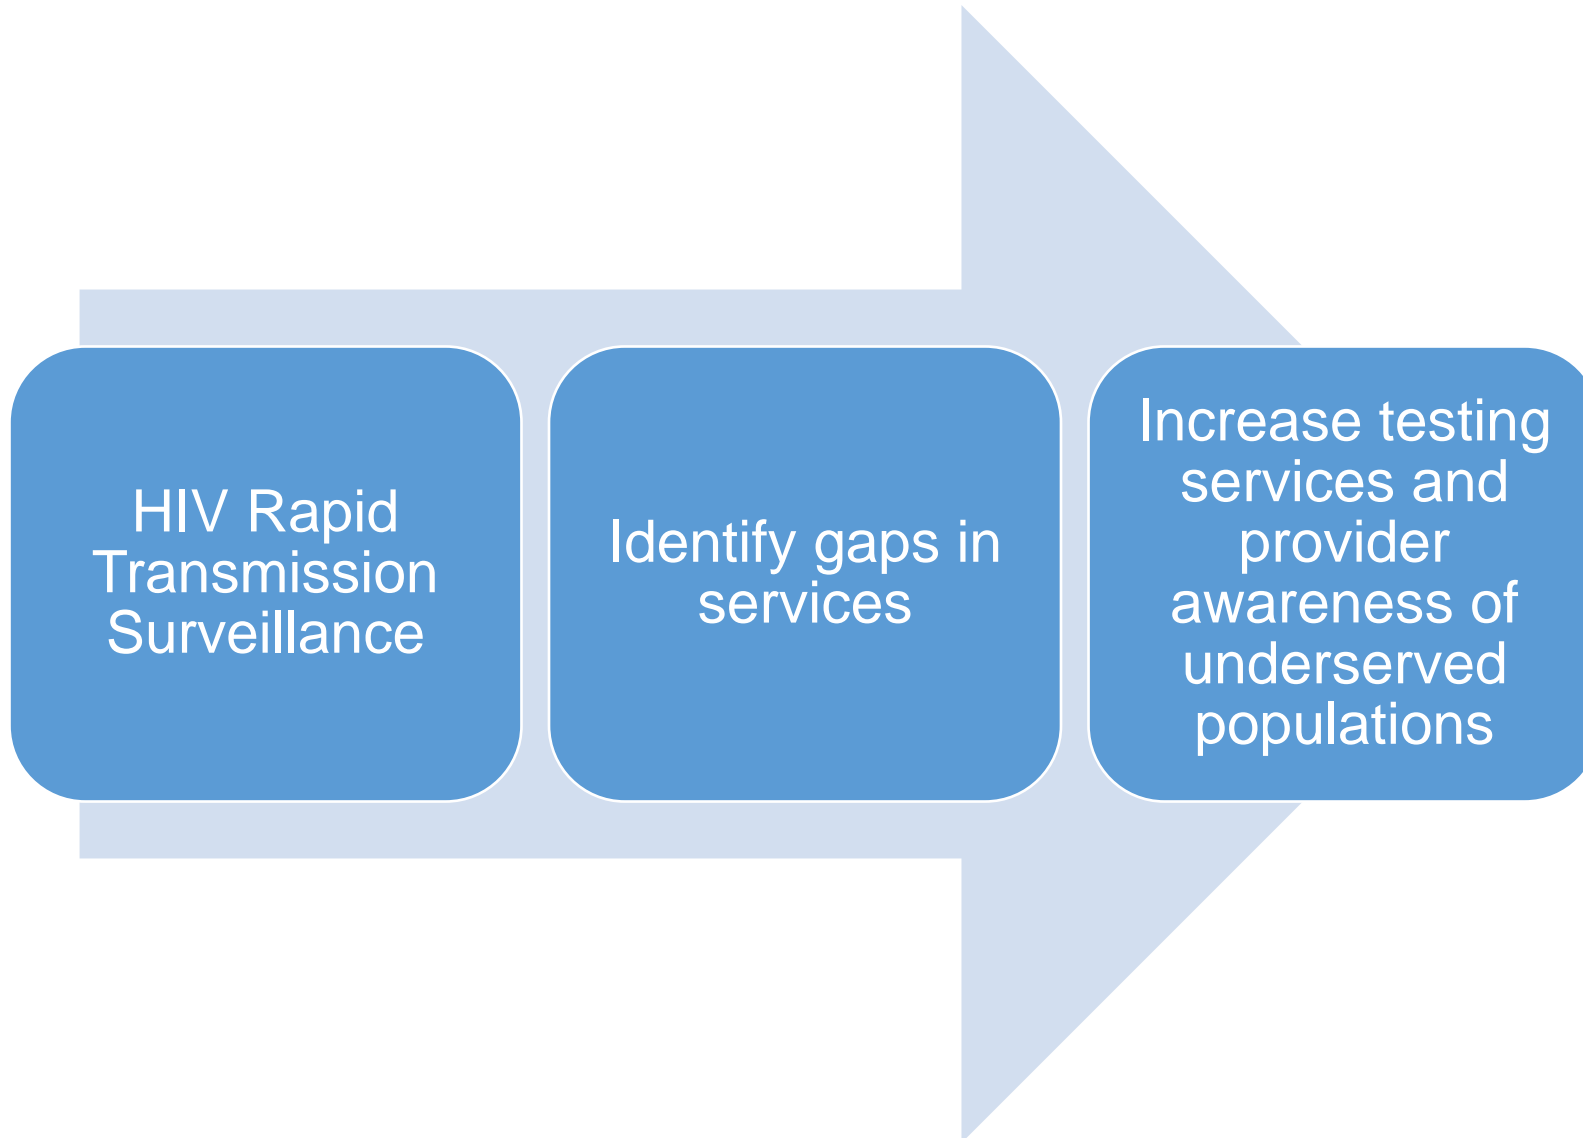 HIV Rapid
Transmission
Surveillance
Identify gaps in
services
Increase testing
services and
provider
awareness of
underserved
populations